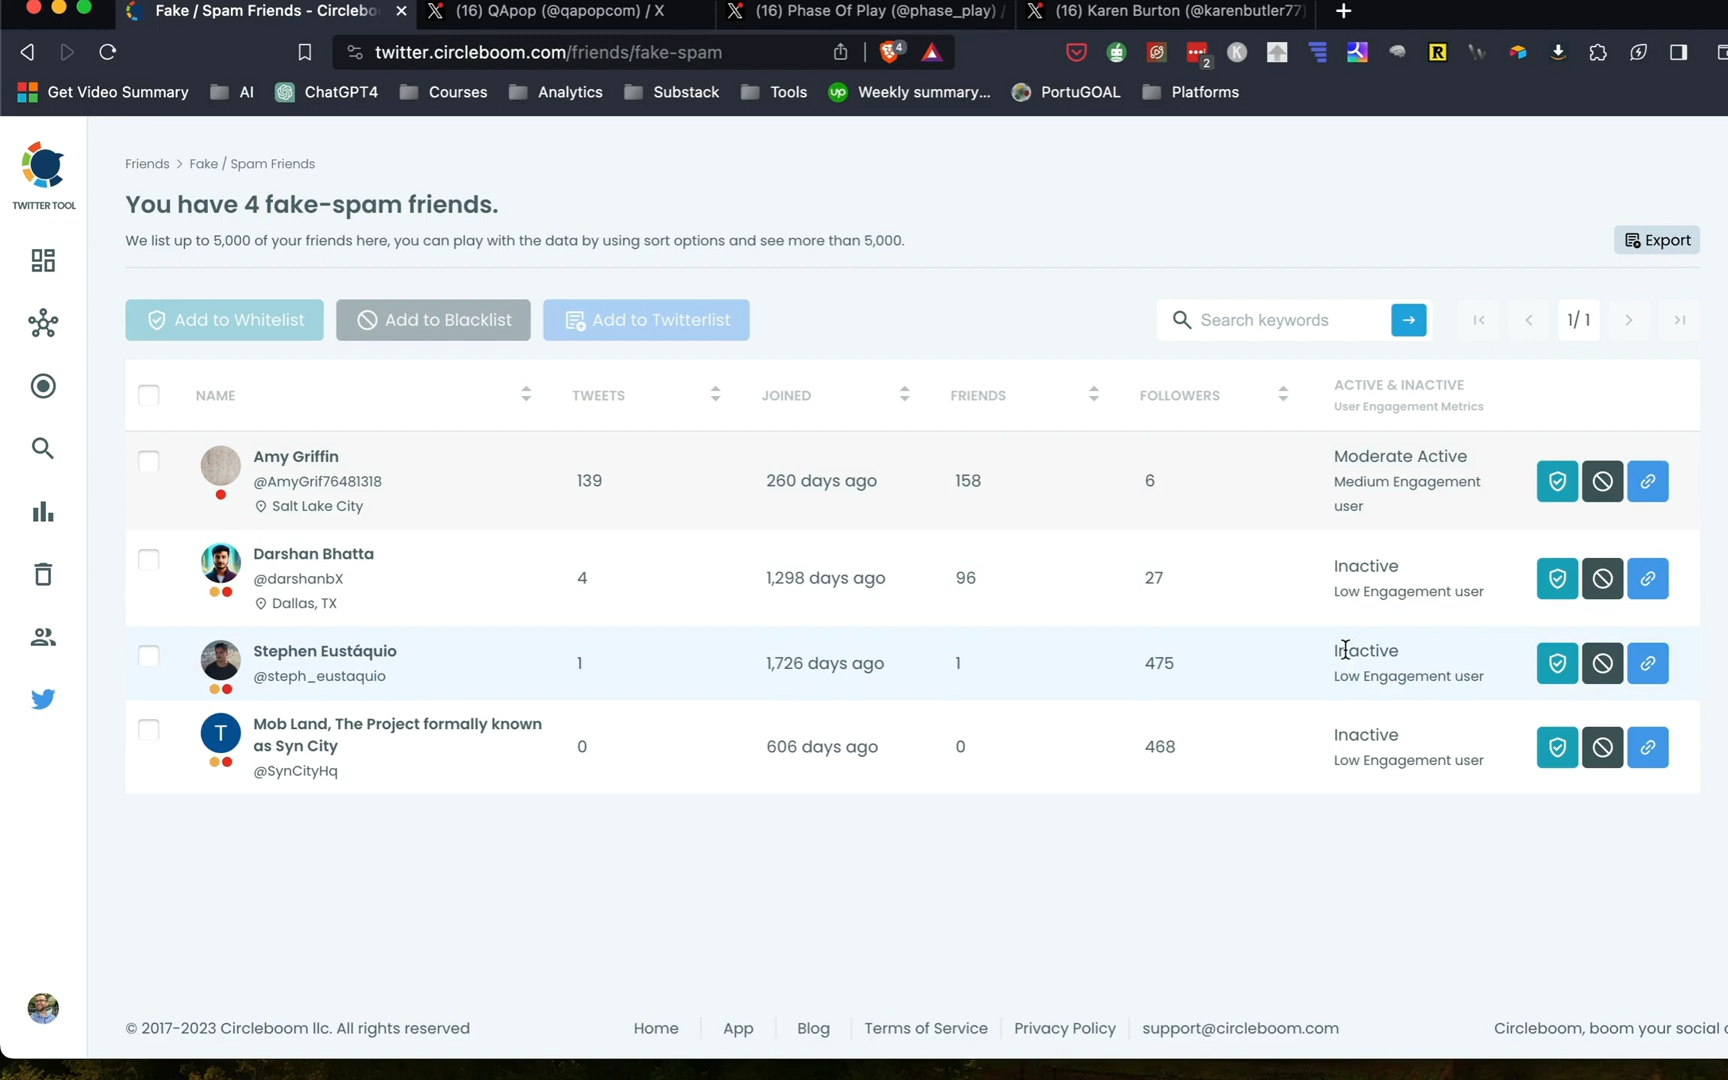 Fake / Spam Friends - Circlebo
(16) QApop (@qapopcom) / X
(16) Phase Of Play (@phase_play) /
(16) Karen Burton (@karenbutler77)
twitter.circleboom.com/friends/fake-spam
4
2
K
R
Get Video Summary
AI
ChatGPT4
Courses
Analytics
Substack
Tools
up
Weekly summary...
PortuGOAL
Platforms
TWITTER TOOL
Friends > Fake / Spam Friends
You have 4 fake-spam friends.
We list up to 5,000 of your friends here, you can play with the data by using sort options and see more than 5,000.
Export
Add to Whitelist
Add to Blacklist
Add to Twitterlist
Search keywords
1/ 1
NAME
TWEETS
JOINED
FRIENDS
FOLLOWERS
ACTIVE & INACTIVE
User Engagement Metrics
Amy Griffin
@AmyGrif76481318
Salt Lake City
139
260 days ago
158
6
Moderate Active
Medium Engagement
user
Darshan Bhatta
@darshanbX
Dallas, TX
4
1,298 days ago
96
27
Inactive
Low Engagement user
Stephen Eustáquio
@steph_eustaquio
1
1,726 days ago
1
475
Inactive
Low Engagement user
T
Mob Land, The Project formally known
as Syn City
@SynCityHq
0
606 days ago
0
468
Inactive
Low Engagement user
© 2017-2023 Circleboom llc. All rights reserved
Home
App
Blog
Terms of Service
Privacy Policy
support@circleboom.com
Circleboom, boom your social